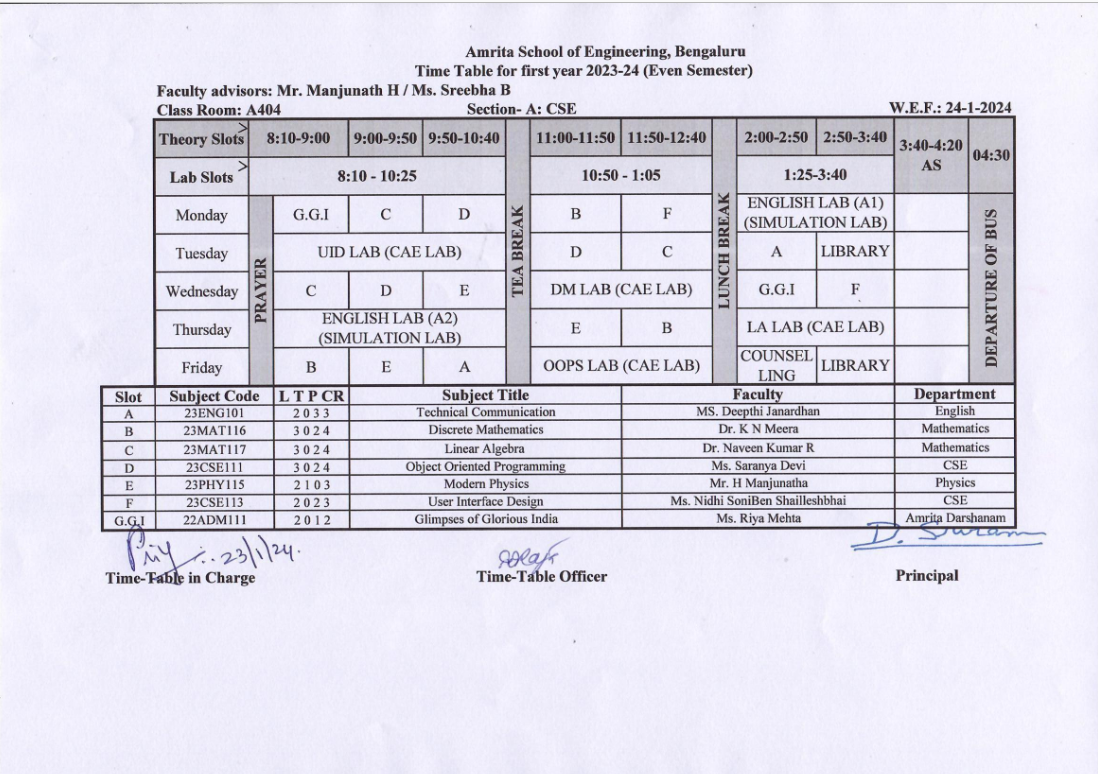 Amrita School of Engineering, Bengaluru
Time Table for first year 2023-24 (Even Semester)
Faculty advisors: Mr. Manjunath H / Ms. Sreebha B
Class Room: A404 Section- A: CSE W.E.F.: 24-1-2024
Theory Slots > 8:10-9:00 9:00-9:50 9:50-10:40 TEA BREAK 11:00-11:50 11:50-12:40 LUNCH BREAK 2:00-2:50 2:50-3:40 3:40-4:20 AS 04:30
Lab Slots > 8:10 - 10:25 10:50 - 1:05 1:25-3:40
PRAYER
DEPARTURE OF BUS
Monday G.G.I C D B F ENGLISH LAB (A1) (SIMULATION LAB)
Tuesday UID LAB (CAE LAB) D C A LIBRARY
Wednesday C D E DM LAB (CAE LAB) G.G.I F
Thursday ENGLISH LAB (A2) (SIMULATION LAB) E B LA LAB (CAE LAB)
Friday B E A OOPS LAB (CAE LAB) COUNSEL LING LIBRARY
Slot Subject Code L T P CR Subject Title Faculty Department
A 23ENG101 2 0 3 3 Technical Communication MS. Deepthi Janardhan English
B 23MAT116 3 0 2 4 Discrete Mathematics Dr. K N Meera Mathematics
C 23MAT117 3 0 2 4 Linear Algebra Dr. Naveen Kumar R Mathematics
D 23CSE111 3 0 2 4 Object Oriented Programming Ms. Saranya Devi CSE
E 23PHY115 2 1 0 3 Modern Physics Mr. H Manjunatha Physics
F 23CSE113 2 0 2 3 User Interface Design Ms. Nidhi SoniBen Shailleshbhai CSE
G.G.I 22ADM111 2 0 1 2 Glimpses of Glorious India Ms. Riya Mehta Amrita Darshanam
23/1/24.
Time-Table in Charge Time-Table Officer Principal